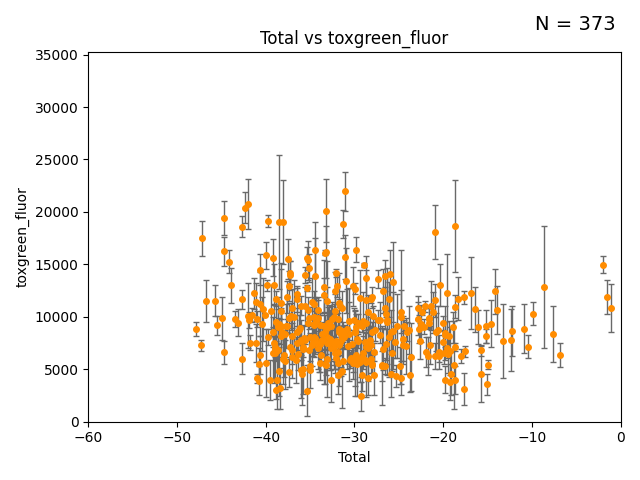 N = 373
Total vs toxgreen_fluor
35000
30000
25000
20000
15000
10000
5000
0
toxgreen_fluor
−60 −50 −40 −30 −20 −10 0
Total